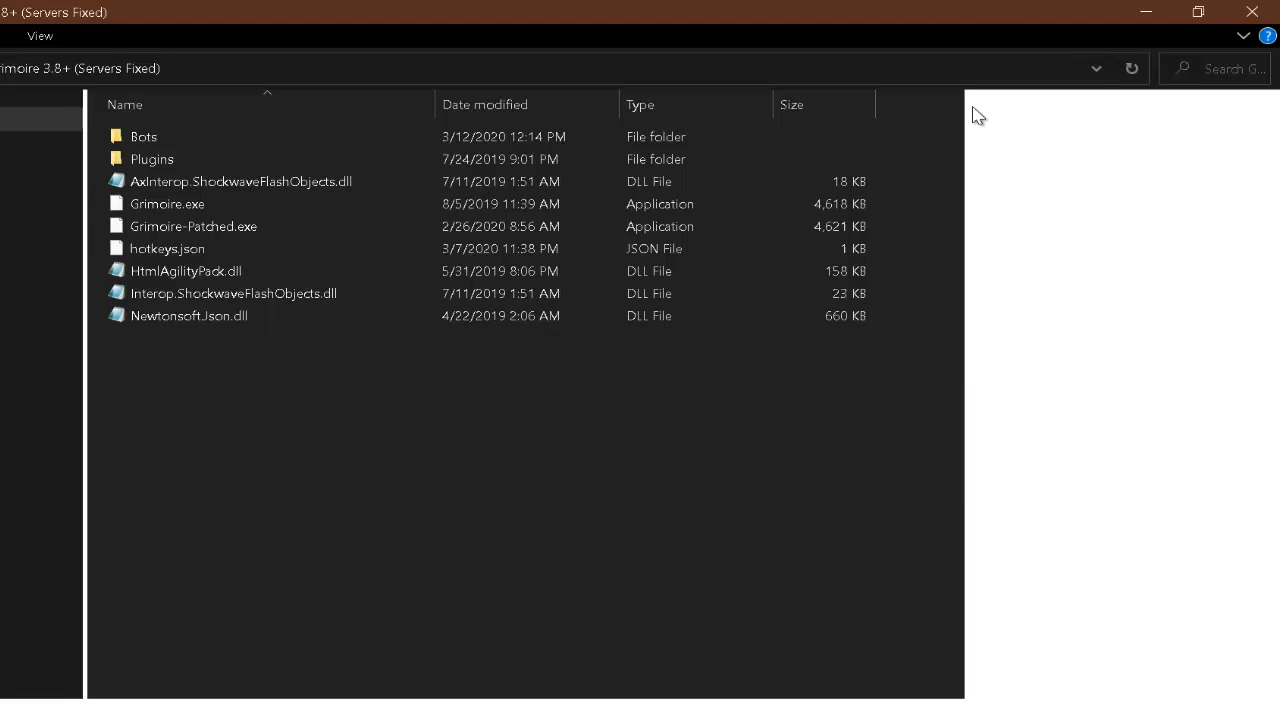 8+ (Servers Fixed)
View
rimoire 3.8+ (Servers Fixed) Search G...
Name Date modified Type Size
Bots 3/12/2020 12:14 PM File folder
Plugins 7/24/2019 9:01 PM File folder
AxInterop.ShockwaveFlashObjects.dll 7/11/2019 1:51 AM DLL File 18 KB
Grimoire.exe 8/5/2019 11:39 AM Application 4,618 KB
Grimoire-Patched.exe 2/26/2020 8:56 AM Application 4,621 KB
hotkeys.json 3/7/2020 11:38 PM JSON File 1 KB
HtmlAgilityPack.dll 5/31/2019 8:06 PM DLL File 158 KB
Interop.ShockwaveFlashObjects.dll 7/11/2019 1:51 AM DLL File 23 KB
Newtonsoft.Json.dll 4/22/2019 2:06 AM DLL File 660 KB